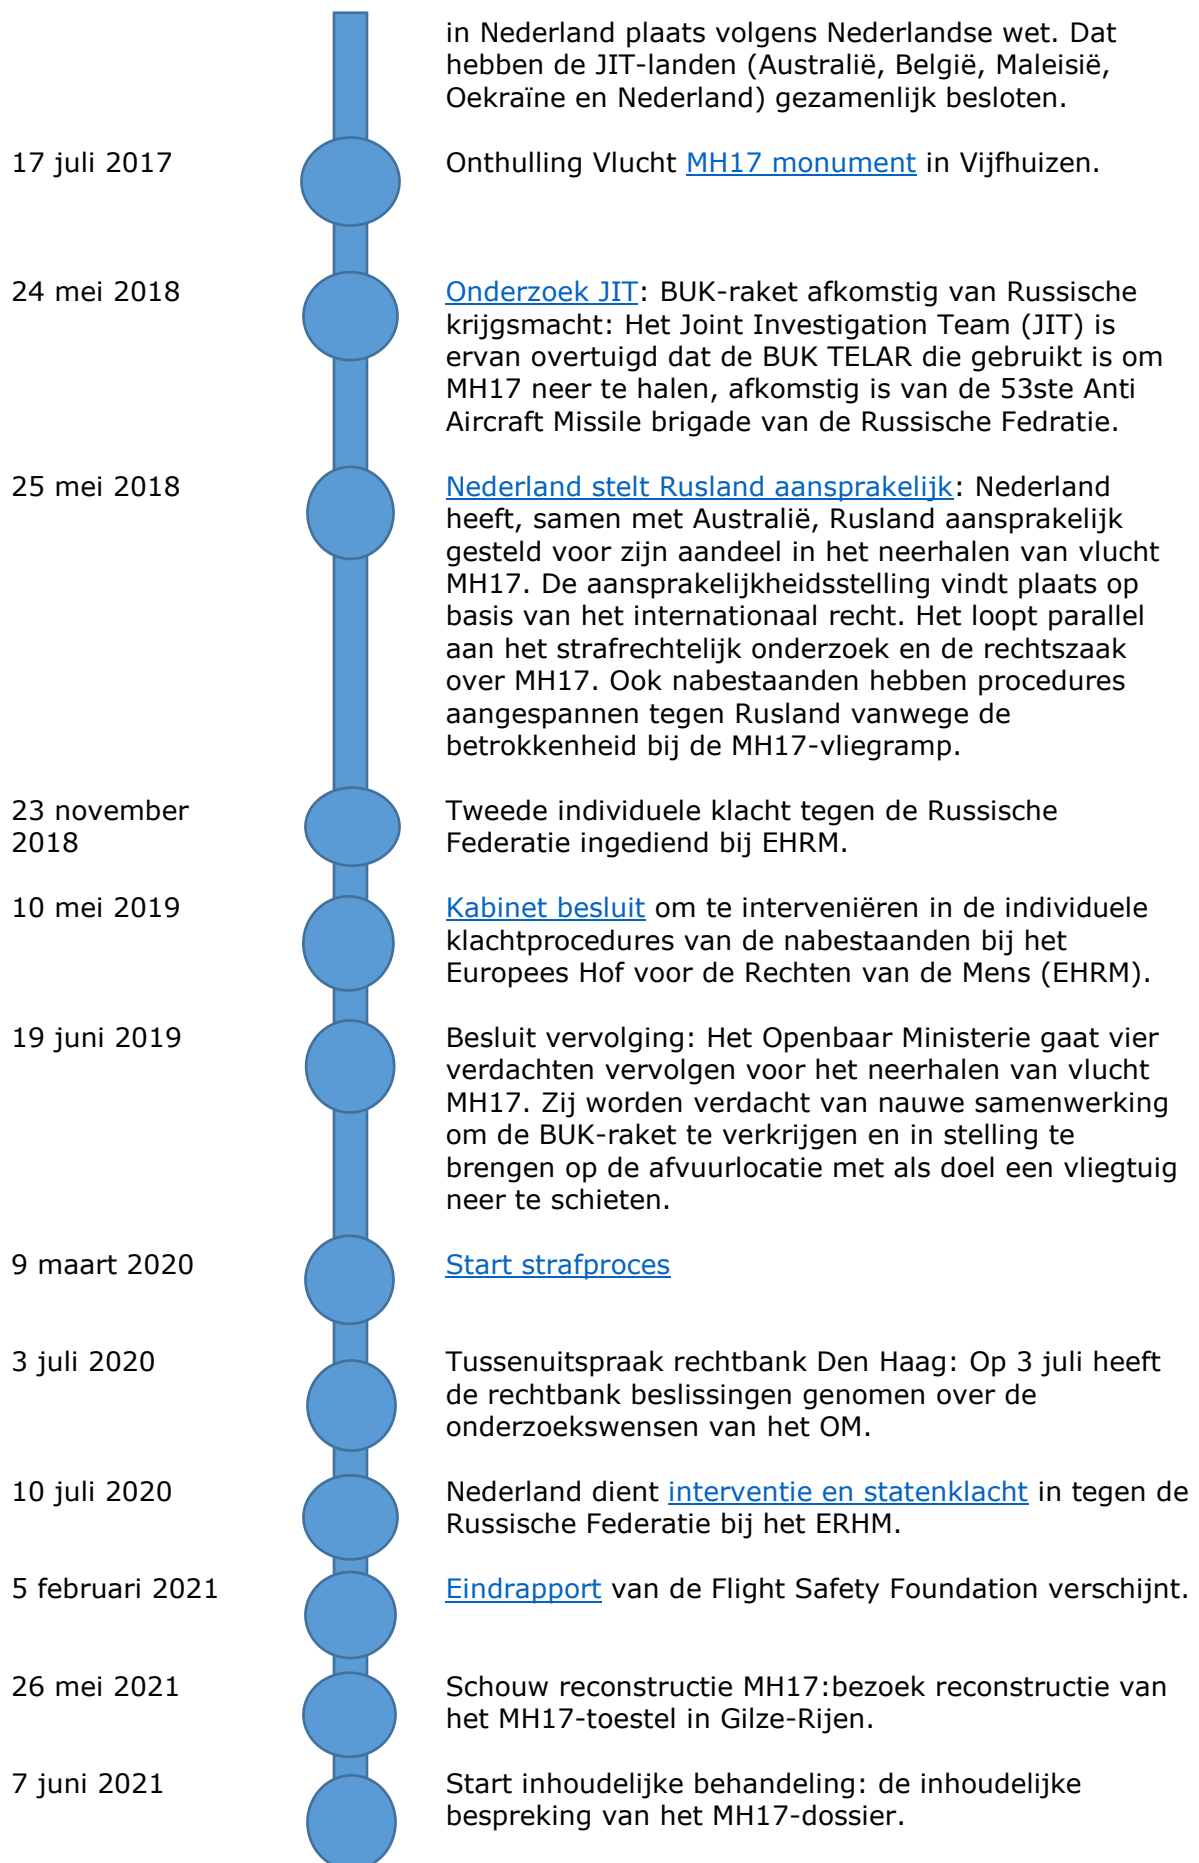 in Nederland plaats volgens Nederlandse wet. Dat
hebben de JIT-landen (Australië, België, Maleisië,
Oekraïne en Nederland) gezamenlijk besloten.
17 juli 2017
Onthulling Vlucht MH17 monument in Vijfhuizen.
24 mei 2018
Onderzoek JIT: BUK-raket afkomstig van Russische
krijgsmacht: Het Joint Investigation Team (JIT) is
ervan overtuigd dat de BUK TELAR die gebruikt is om
MH17 neer te halen, afkomstig is van de 53ste Anti
Aircraft Missile brigade van de Russische Fedratie.
25 mei 2018
Nederland stelt Rusland aansprakelijk: Nederland
heeft, samen met Australië, Rusland aansprakelijk
gesteld voor zijn aandeel in het neerhalen van vlucht
MH17. De aansprakelijkheidsstelling vindt plaats op
basis van het internationaal recht. Het loopt parallel
aan het strafrechtelijk onderzoek en de rechtszaak
over MH17. Ook nabestaanden hebben procedures
aangespannen tegen Rusland vanwege de
betrokkenheid bij de MH17-vliegramp.
23 november
2018
Tweede individuele klacht tegen de Russische
Federatie ingediend bij EHRM.
10 mei 2019
Kabinet besluit om te interveniëren in de individuele
klachtprocedures van de nabestaanden bij het
Europees Hof voor de Rechten van de Mens (EHRM).
19 juni 2019
Besluit vervolging: Het Openbaar Ministerie gaat vier
verdachten vervolgen voor het neerhalen van vlucht
MH17. Zij worden verdacht van nauwe samenwerking
om de BUK-raket te verkrijgen en in stelling te
brengen op de afvuurlocatie met als doel een vliegtuig
neer te schieten.
9 maart 2020
Start strafproces
3 juli 2020
Tussenuitspraak rechtbank Den Haag: Op 3 juli heeft
de rechtbank beslissingen genomen over de
onderzoekswensen van het OM.
10 juli 2020
Nederland dient interventie en statenklacht in tegen de
Russische Federatie bij het ERHM.
5 februari 2021
Eindrapport van de Flight Safety Foundation verschijnt.
26 mei 2021
Schouw reconstructie MH17:bezoek reconstructie van
het MH17-toestel in Gilze-Rijen.
7 juni 2021
Start inhoudelijke behandeling: de inhoudelijke
bespreking van het MH17-dossier.